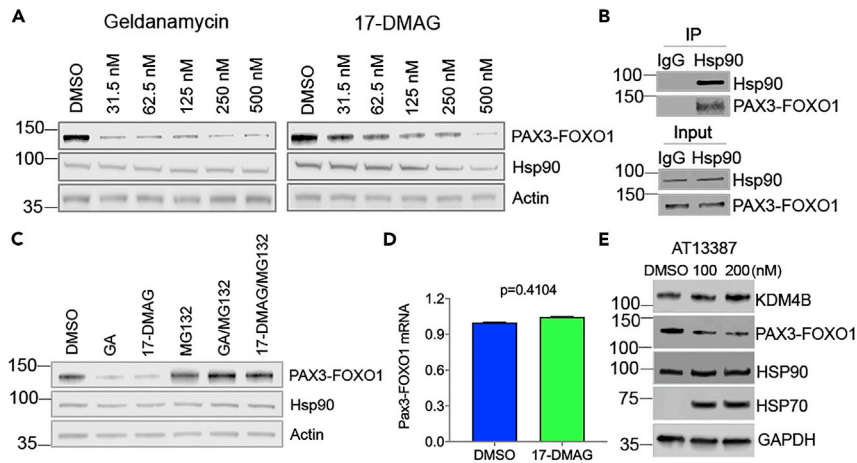 A
Geldanamycin
17-DMAG
DMSO
31.5 nM
62.5 nM
125 nM
250 nM
500 nM
DMSO
31.5 nM
62.5 nM
125 nM
250 nM
500 nM
150
100
35
PAX3-FOXO1
Hsp90
Actin
B
IP
IgG Hsp90
100
150
Hsp90
PAX3-FOXO1
Input
IgG Hsp90
100
150
Hsp90
PAX3-FOXO1
C
DMSO
GA
17-DMAG
MG132
GA/MG132
17-DMAG/MG132
150
100
35
PAX3-FOXO1
Hsp90
Actin
D
p=0.4104
Pax3-FOXO1 mRNA
1.2
0.9
0.6
0.3
0.0
DMSO
17-DMAG
E
AT13387
DMSO 100 200 (nM)
100
150
100
100
75
35
KDM4B
PAX3-FOXO1
HSP90
HSP70
GAPDH